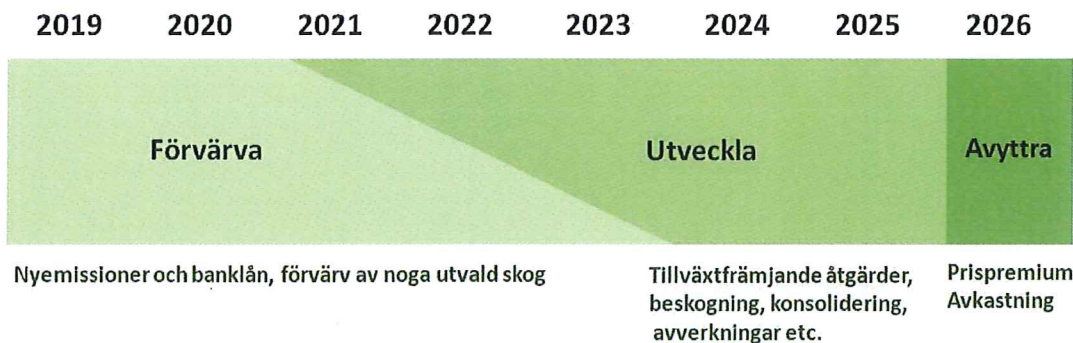 2019 2020 2021 2022 2023 2024 2025 2026
Förvärva Utveckla Avyttra
Nyemissioner och banklån, förvärv av noga utvald skog
Tillväxtfrämjande åtgärder,
beskogning, konsolidering,
avverkningar etc.
Prispremium
Avkastning